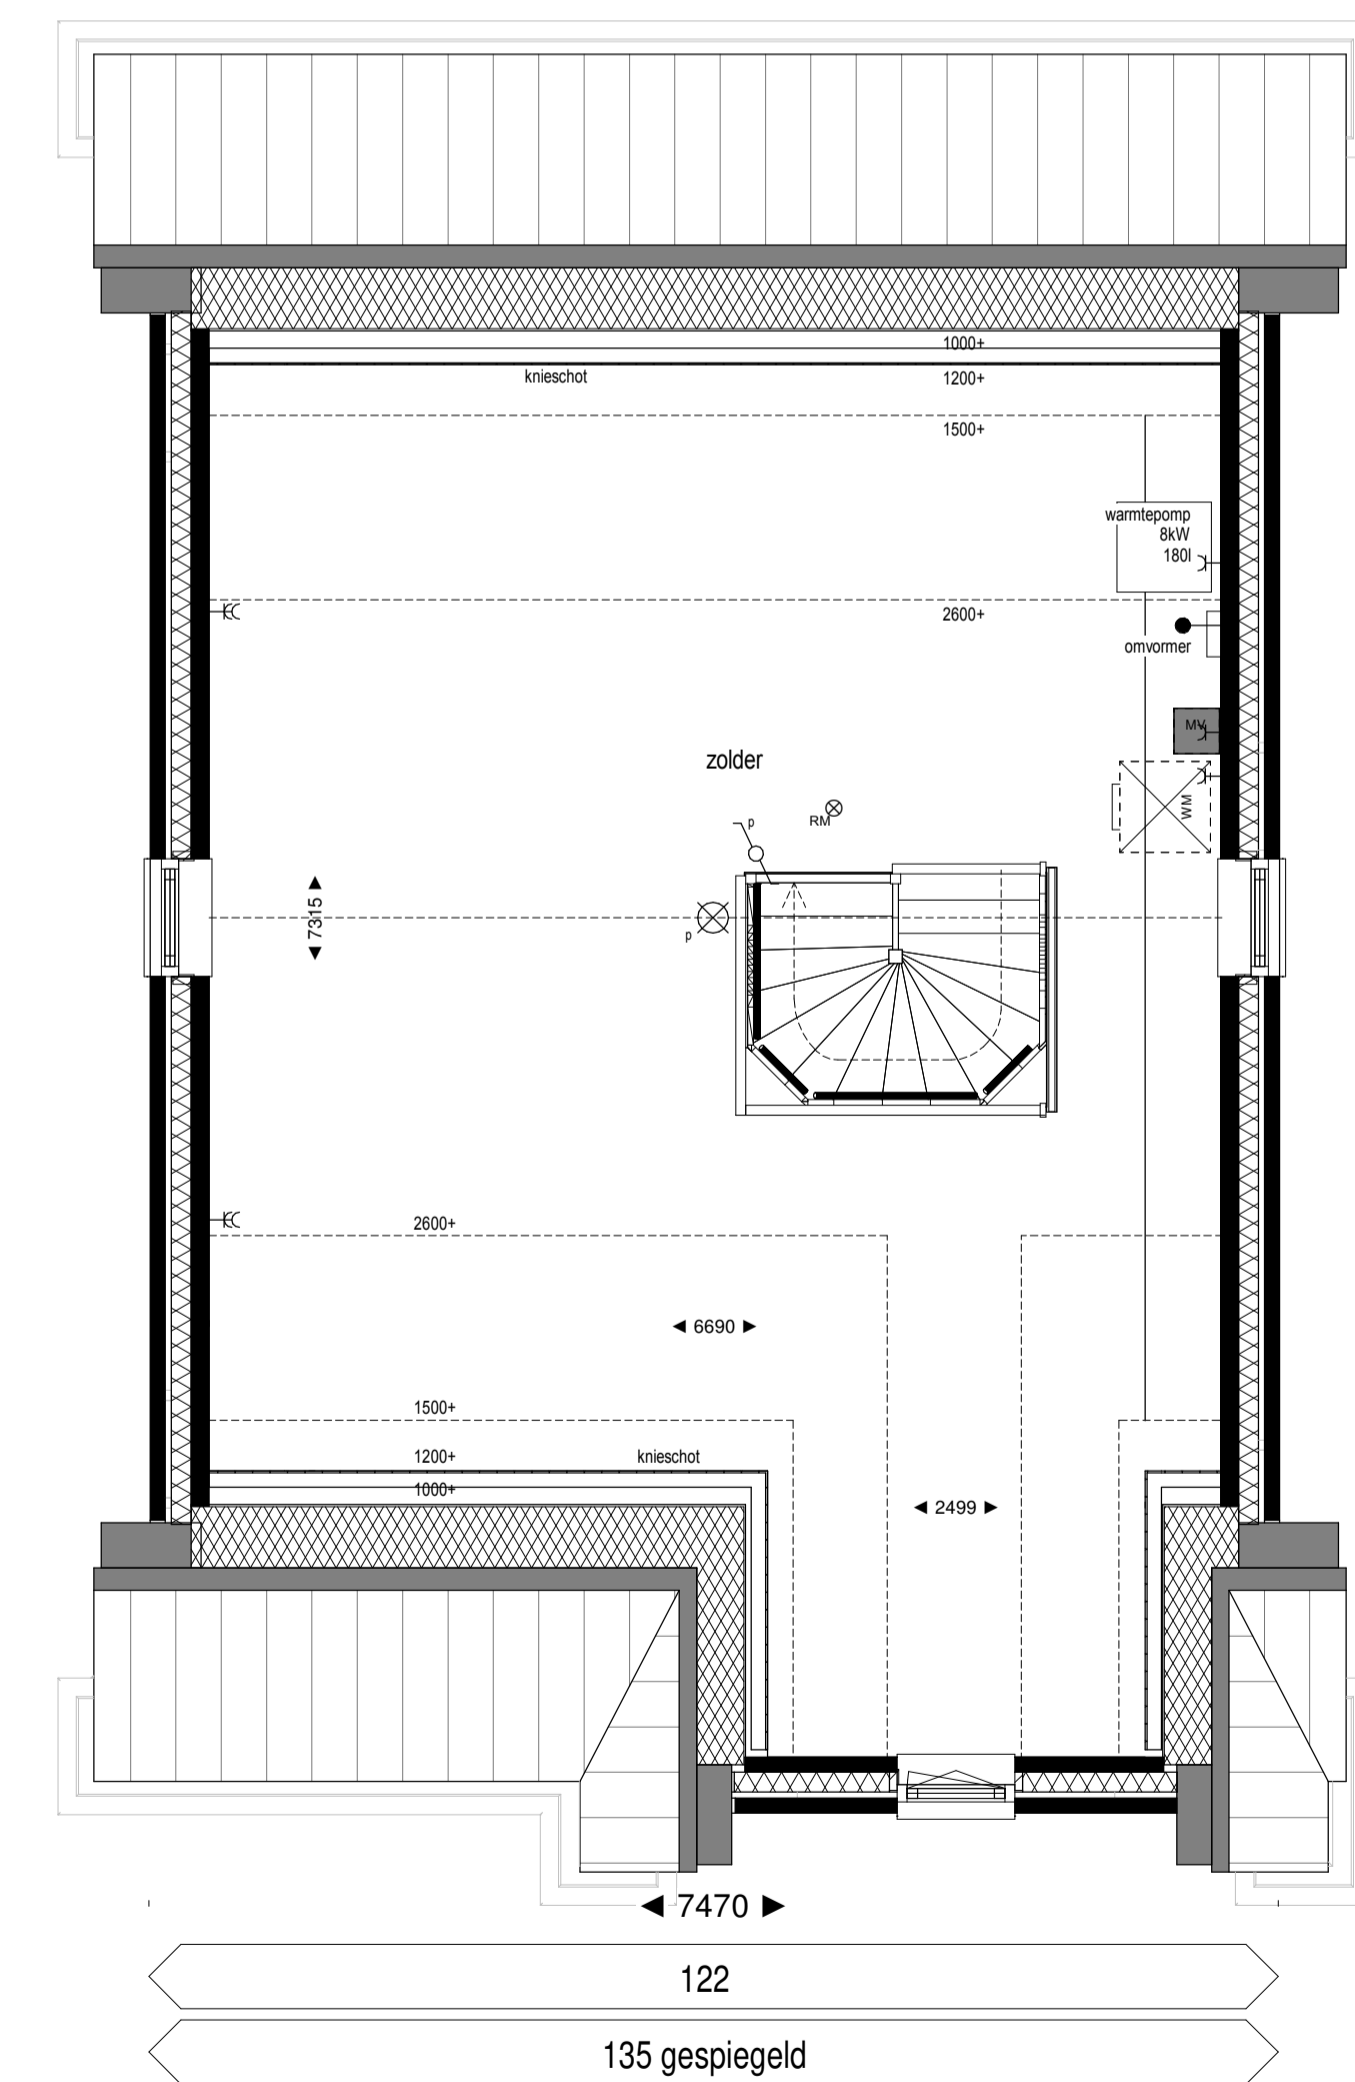 1000+
knieschot
1200+
1500+
warmtepomp
8kW
180l
2600+
omvormer
MV
zolder
WM
RM
p
p
7315
2600+
6690
1500+
1200+
knieschot
1000+
2499
7470
122
135 gespiegeld